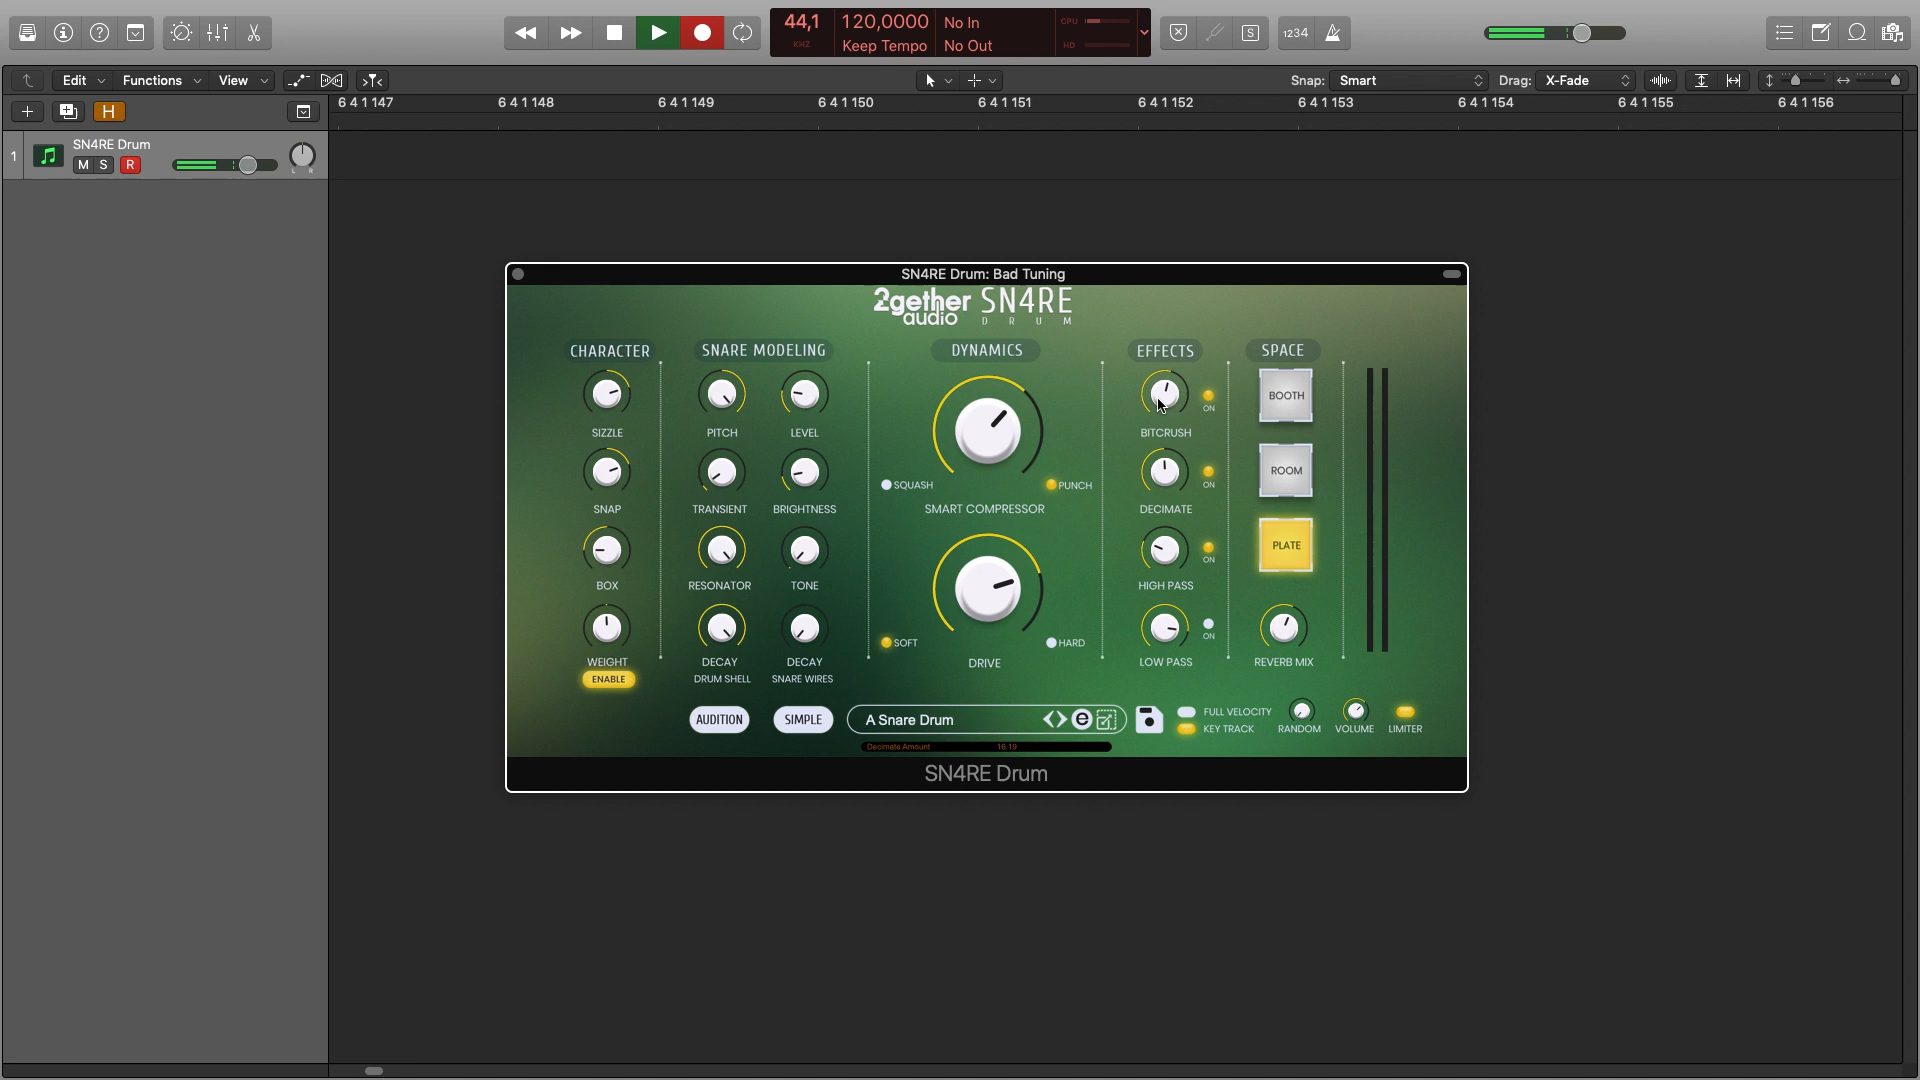 44,1
120,0000
No In
CPU
KHZ
Keep Tempo
No Out
HD
1234
Edit
Functions
View
Snap: Smart
Drag: X-Fade
H
6 4 1 147
6 4 1 148
6 4 1 149
6 4 1 150
6 4 1 151
6 4 1 152
6 4 1 153
6 4 1 154
6 4 1 155
6 4 1 156
1
SN4RE Drum
M S R
L R
SN4RE Drum: Bad Tuning
2gether audio
SN4RE
DRUM
CHARACTER
SNARE MODELING
DYNAMICS
EFFECTS
SPACE
BOOTH
ON
SIZZLE
PITCH
LEVEL
BITCRUSH
ROOM
SQUASH
PUNCH
ON
SNAP
TRANSIENT
BRIGHTNESS
SMART COMPRESSOR
DECIMATE
PLATE
ON
BOX
RESONATOR
TONE
HIGH PASS
SOFT
HARD
ON
WEIGHT
DECAY
DECAY
DRIVE
LOW PASS
REVERB MIX
ENABLE
DRUM SHELL
SNARE WIRES
AUDITION
SIMPLE
A Snare Drum
e
FULL VELOCITY
KEY TRACK
RANDOM
VOLUME
LIMITER
Decimate Amount
16.19
SN4RE Drum